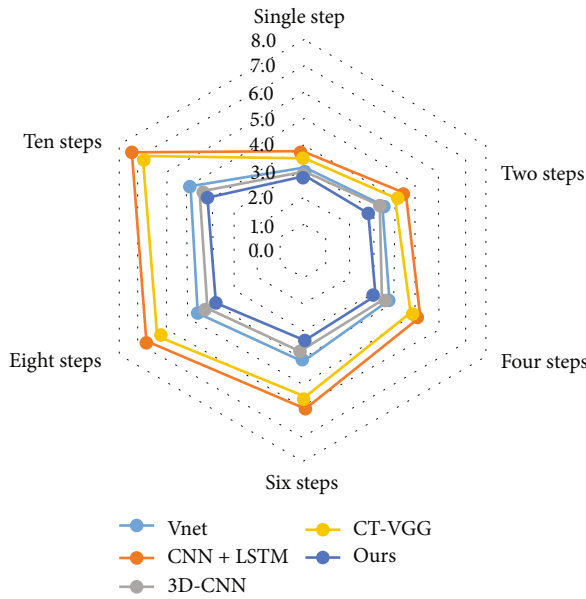 Single step
8.0
7.0
6.0
5.0
4.0
3.0
2.0
1.0
0.0
Ten steps
Two steps
Eight steps
Four steps
Six steps
Vnet
CT-VGG
CNN + LSTM
Ours
3D-CNN